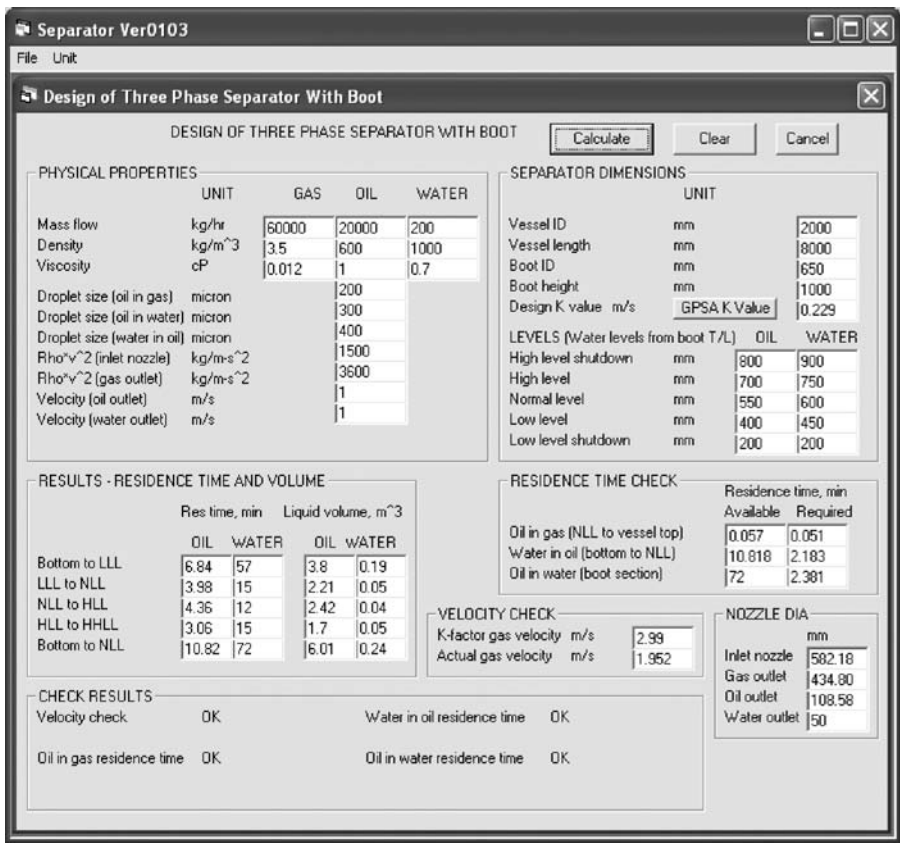 Separator Ver0103
File Unit
Design of Three Phase Separator With Boot
DESIGN OF THREE PHASE SEPARATOR WITH BOOT Calculate Clear Cancel
PHYSICAL PROPERTIES
UNIT GAS OIL WATER
Mass flow kg/hr 60000 20000 200
Density kg/m^3 3.5 600 1000
Viscosity cP 0.012 1 0.7
Droplet size (oil in gas) micron 200
Droplet size (oil in water) micron 300
Droplet size (water in oil) micron 400
Rho*v^2 (inlet nozzle) kg/m-s^2 1500
Rho*v^2 (gas outlet) kg/m-s^2 3600
Velocity (oil outlet) m/s 1
Velocity (water outlet) m/s 1
SEPARATOR DIMENSIONS
UNIT
Vessel ID mm 2000
Vessel length mm 8000
Boot ID mm 650
Boot height mm 1000
Design K value m/s GPSA K Value 0.229
LEVELS (Water levels from boot T/L) OIL WATER
High level shutdown mm 800 900
High level mm 700 750
Normal level mm 550 600
Low level mm 400 450
Low level shutdown mm 200 200
RESULTS - RESIDENCE TIME AND VOLUME
Res time, min Liquid volume, m^3
OIL WATER OIL WATER
Bottom to LLL 6.84 57 3.8 0.19
LLL to NLL 3.98 15 2.21 0.05
NLL to HLL 4.36 12 2.42 0.04
HLL to HHLL 3.06 15 1.7 0.05
Bottom to NLL 10.82 72 6.01 0.24
RESIDENCE TIME CHECK
Residence time, min
Available Required
Oil in gas (NLL to vessel top) 0.057 0.051
Water in oil (bottom to NLL) 10.818 2.183
Oil in water (boot section) 72 2.381
VELOCITY CHECK
K-factor gas velocity m/s 2.99
Actual gas velocity m/s 1.952
NOZZLE DIA
mm
Inlet nozzle 582.18
Gas outlet 434.80
Oil outlet 108.58
Water outlet 50
CHECK RESULTS
Velocity check OK Water in oil residence time OK
Oil in gas residence time OK Oil in water residence time OK